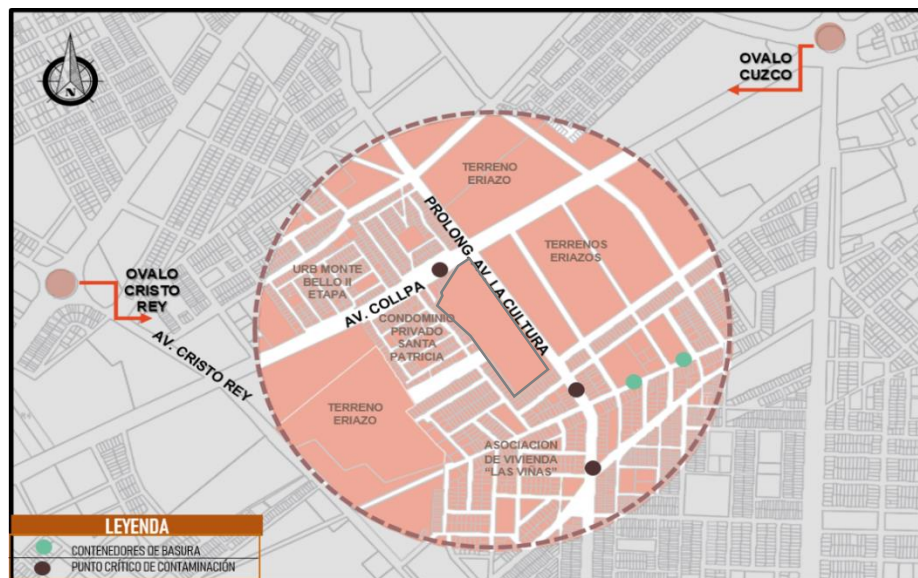 N
OVALO
CUZCO
TERRENO
ERIAZO
PROLONG. AV. LA CULTURA
TERRENOS
ERIAZOS
URB MONTE
BELLO II
ETAPA
OVALO
CRISTO
REY
AV. COLLPA
CONDOMINIO
PRIVADO
SANTA
PATRICIA
AV. CRISTO REY
TERRENO
ERIAZO
ASOCIACION
DE VIVIENDA
“LAS VIÑAS”
LEYENDA
CONTENEDORES DE BASURA
PUNTO CRÍTICO DE CONTAMINACIÓN